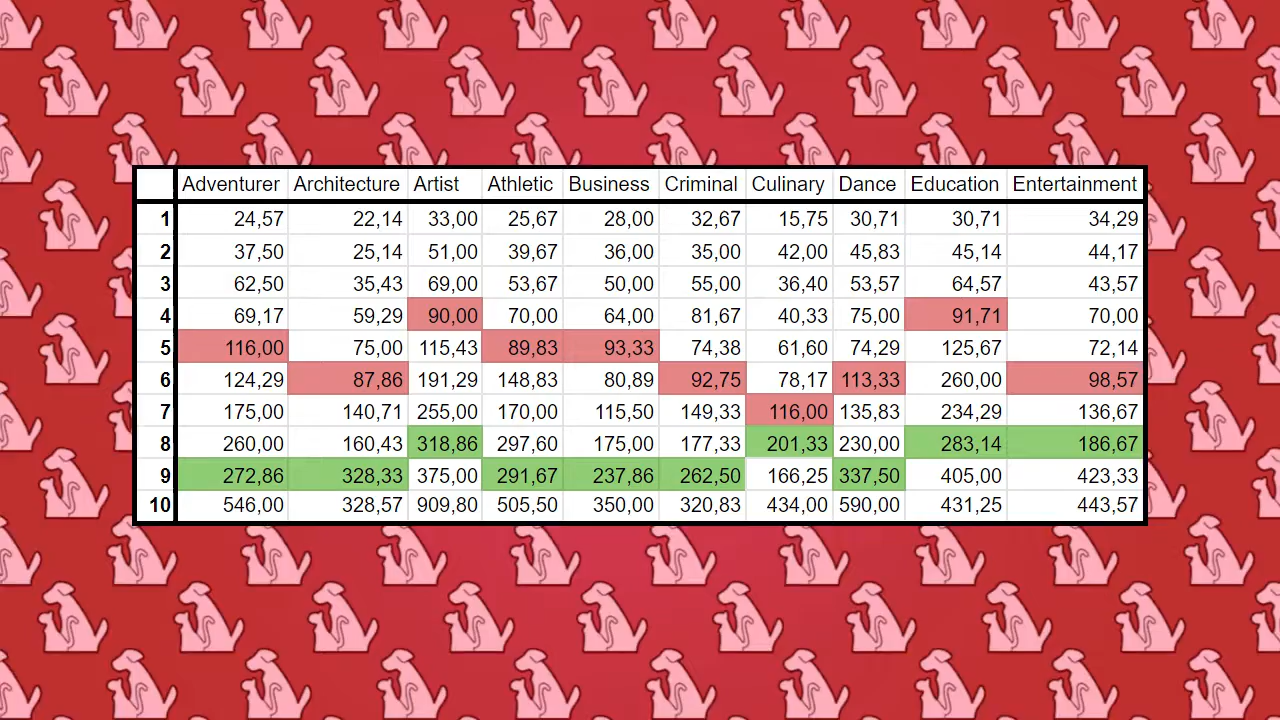 Adventurer Architecture Artist Athletic Business Criminal Culinary Dance Education Entertainment
1 24,57 22,14 33,00 25,67 28,00 32,67 15,75 30,71 30,71 34,29
2 37,50 25,14 51,00 39,67 36,00 35,00 42,00 45,83 45,14 44,17
3 62,50 35,43 69,00 53,67 50,00 55,00 36,40 53,57 64,57 43,57
4 69,17 59,29 90,00 70,00 64,00 81,67 40,33 75,00 91,71 70,00
5 116,00 75,00 115,43 89,83 93,33 74,38 61,60 74,29 125,67 72,14
6 124,29 87,86 191,29 148,83 80,89 92,75 78,17 113,33 260,00 98,57
7 175,00 140,71 255,00 170,00 115,50 149,33 116,00 135,83 234,29 136,67
8 260,00 160,43 318,86 297,60 175,00 177,33 201,33 230,00 283,14 186,67
9 272,86 328,33 375,00 291,67 237,86 262,50 166,25 337,50 405,00 423,33
10 546,00 328,57 909,80 505,50 350,00 320,83 434,00 590,00 431,25 443,57